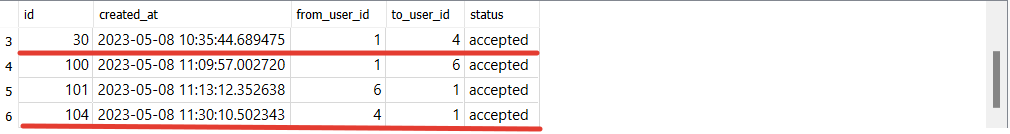 id created_at from_user_id to_user_id status
3 30 2023-05-08 10:35:44.689475 1 4 accepted
4 100 2023-05-08 11:09:57.002720 1 6 accepted
5 101 2023-05-08 11:13:12.352638 6 1 accepted
6 104 2023-05-08 11:30:10.502343 4 1 accepted